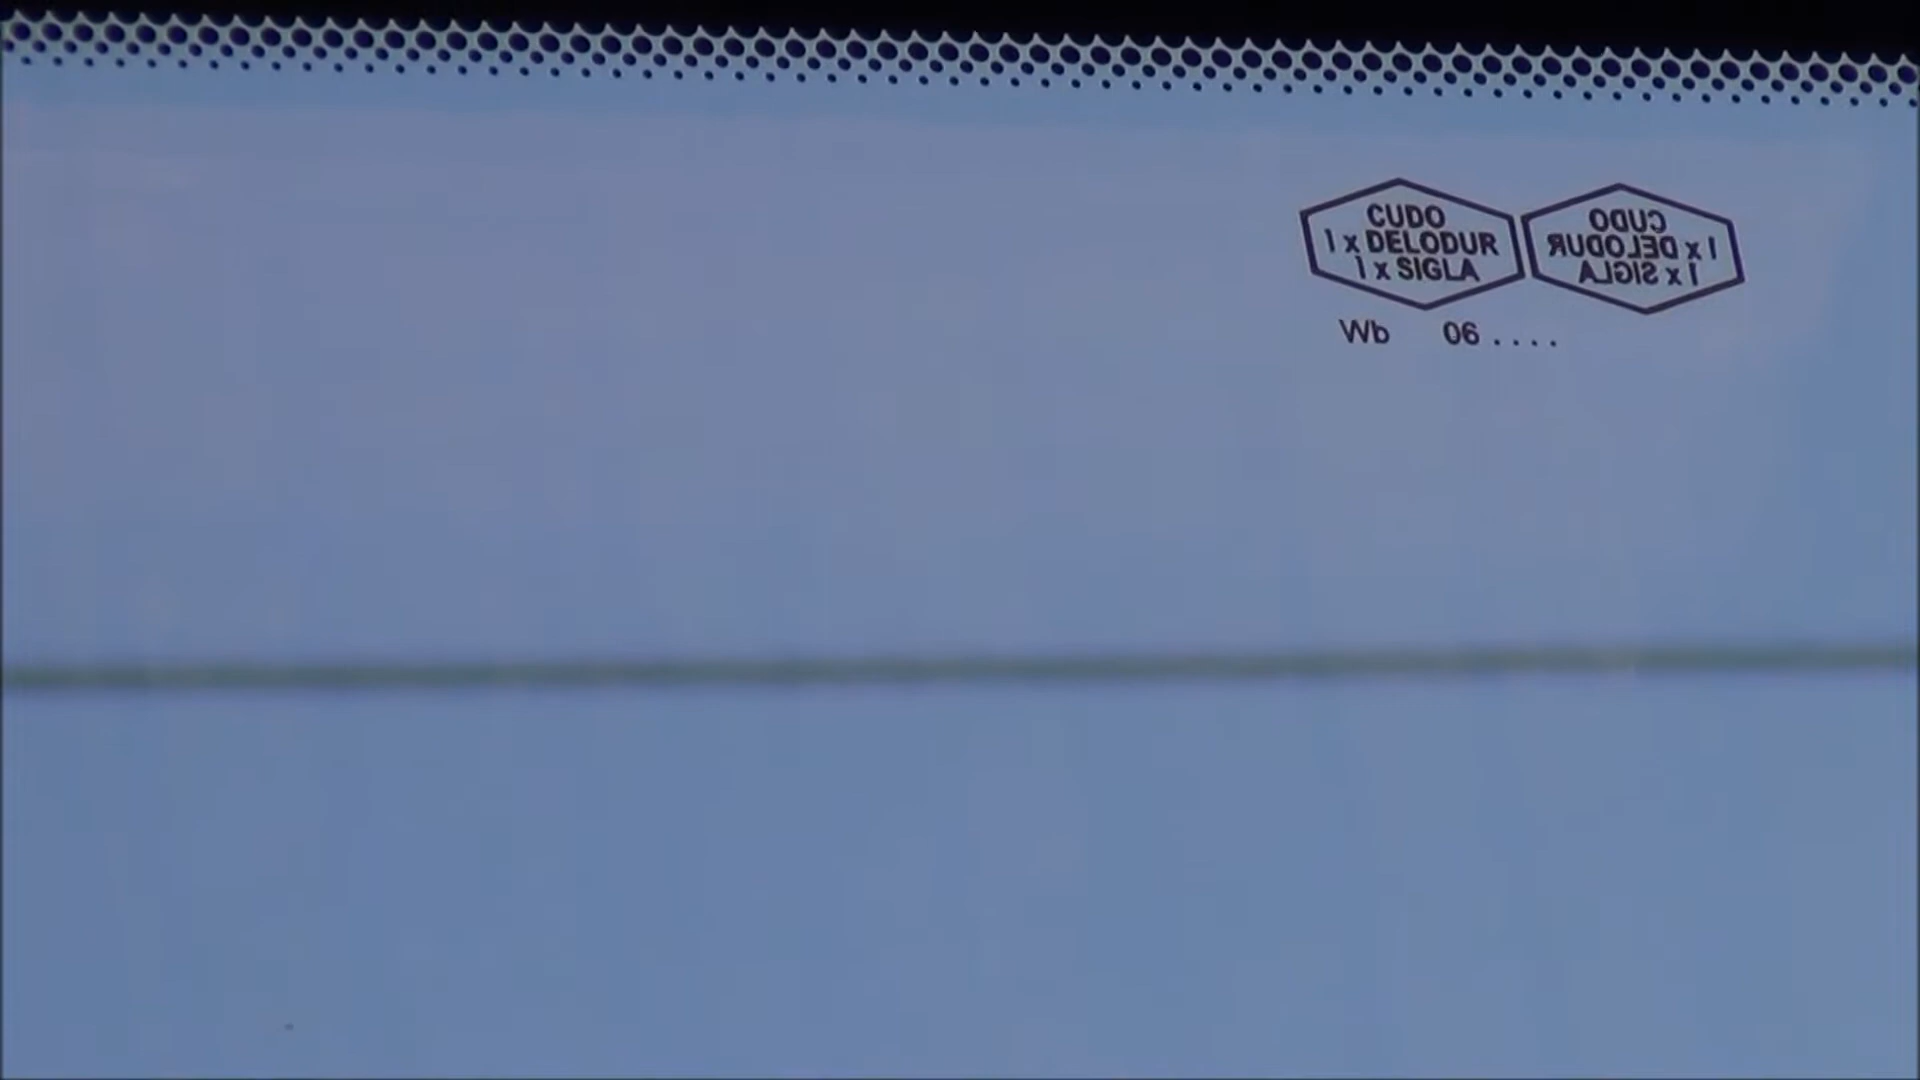 CUDO
1 x DELODUR
1 x SIGLA
CUDO
1 x DELODUR
1 x SIGLA
Wb 06 ....